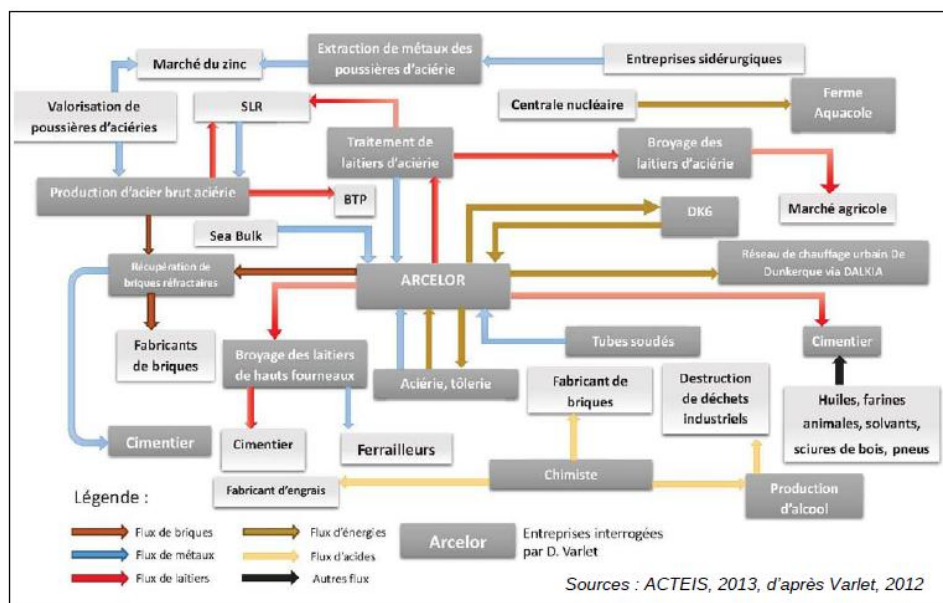 Marché du zinc
Extraction de métaux des
poussières d'aciérie
Entreprises sidérurgiques
Valorisation de
poussières d'aciéries
SLR
Centrale nucléaire
Ferme
Aquacole
Traitement de
laitiers d'aciérie
Broyage des
laitiers d'aciérie
Production d'acier brut aciérie
BTP
DK6
Marché agricole
Sea Bulk
Récupération de
briques réfractaires
ARCELOR
Réseau de chauffage urbain De
Dunkerque via DALKIA
Fabricants
de briques
Broyage des laitiers
de hauts fourneaux
Aciérie, tôlerie
Tubes soudés
Cimentier
Fabricant de
briques
Destruction
de déchets
industriels
Huiles, farines
animales, solvants,
sciures de bois, pneus
Cimentier
Cimentier
Ferrailleurs
Chimiste
Fabricant d'engrais
Production
d'alcool
Légende :
Flux de briques
Flux d'énergies
Flux de métaux
Flux d'acides
Flux de laitiers
Autres flux
Arcelor
Entreprises interrogées
par D. Varlet
Sources : ACTEIS, 2013, d'après Varlet, 2012